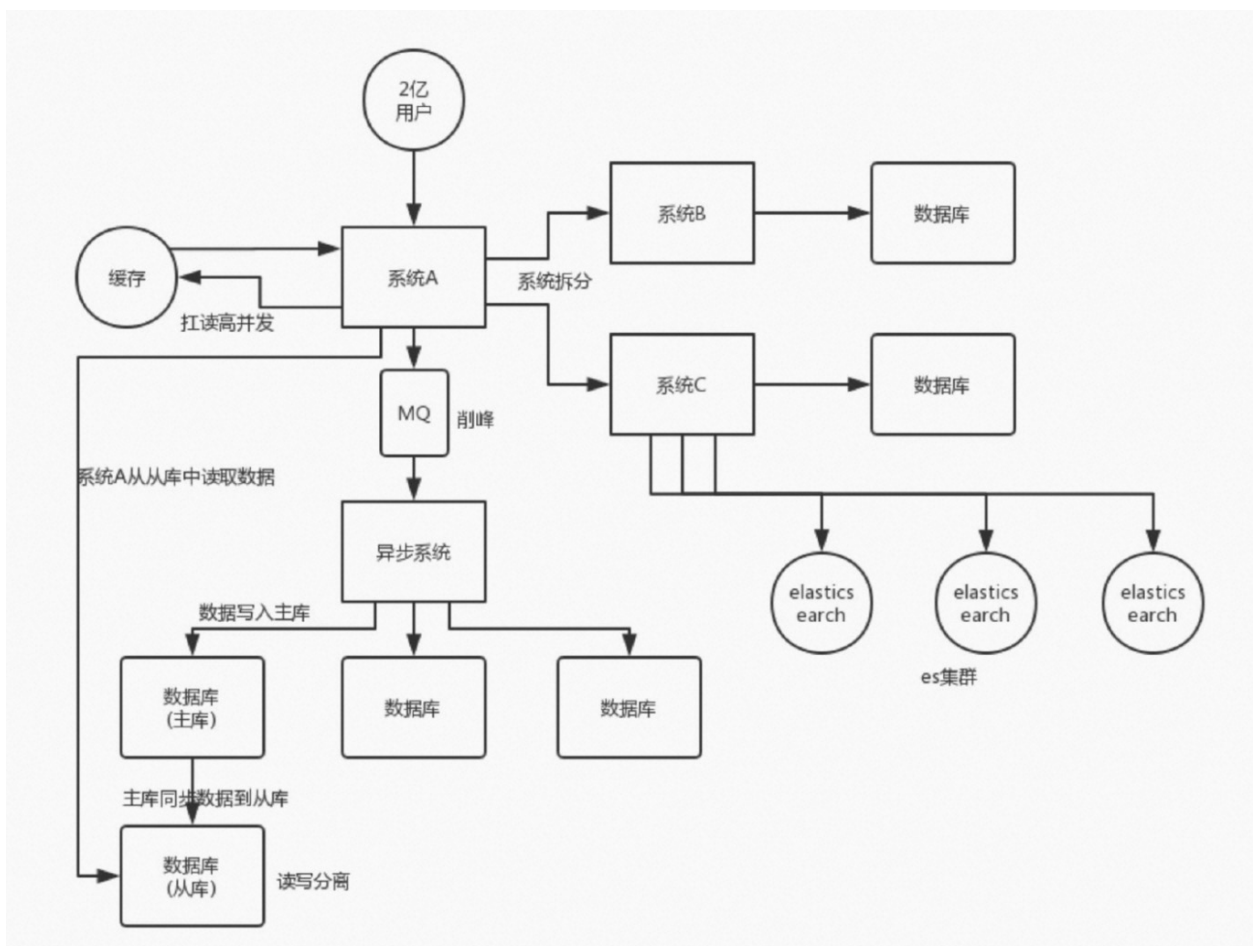 2亿
用户
系统B
数据库
缓存
系统A
系统拆分
扛读高并发
系统C
数据库
MQ
削峰
系统A从从库中读取数据
异步系统
elastics
earch
elastics
earch
elastics
earch
数据写入主库
es集群
数据库
(主库)
数据库
数据库
主库同步数据到从库
数据库
(从库)
读写分离